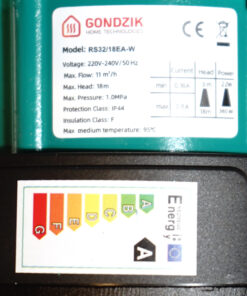 GONDZIK
HOME TECHNOLOGIES
Model: RS32/18EA-W
Voltage: 220V-240V/50 Hz
Max. Flow: 11 m³/h
Max. Head: 18m
Max. Pressure: 1.0MPa
Protection Class: IP44
Insulation Class: F
Max medium temperature: 95°C
Current Head Power
min
max
18m
A
B
C
D
E
F
G
Energy
A